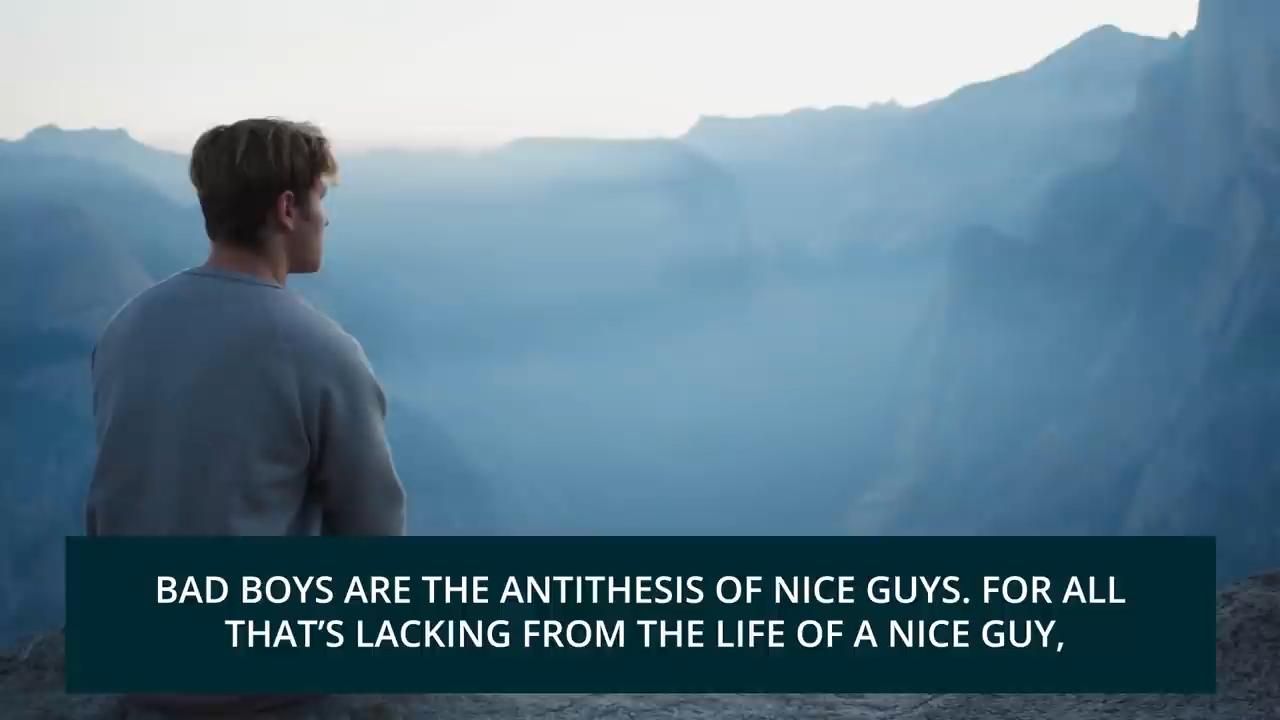 BAD BOYS ARE THE ANTITHESIS OF NICE GUYS. FOR ALL
THAT’S LACKING FROM THE LIFE OF A NICE GUY,